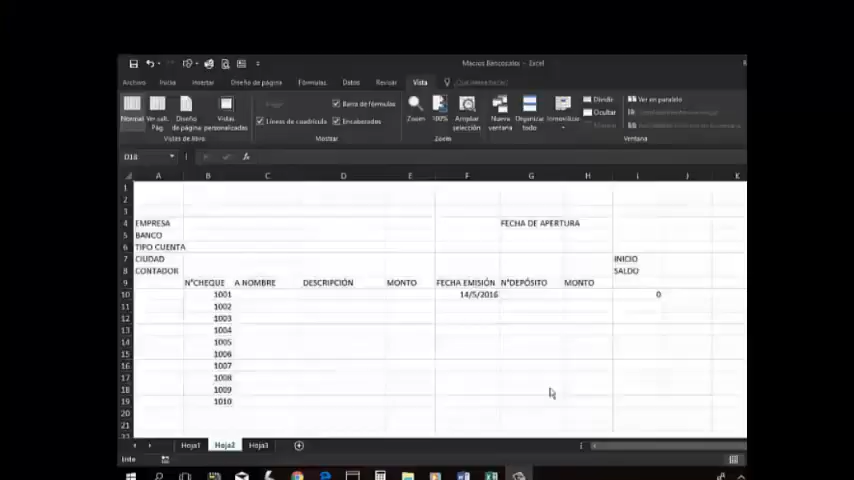 Macros Bancosales - Excel
Archivo Inicio Insertar Diseño de página Fórmulas Datos Revisar Vista
Normal Ver salt. Pág. Diseño de página Vistas personalizadas
Vistas de libro
Regla Barra de fórmulas
Líneas de cuadrícula Encabezados
Mostrar
Zoom 100% Ampliar selección
Zoom
Nueva ventana Organizar todo Inmovilizar
Dividir
Ocultar
Ver en paralelo
Ventana
D18 fx
A B C D E F G H I J K
1
2
3
4 EMPRESA FECHA DE APERTURA
5 BANCO
6 TIPO CUENTA
7 CIUDAD INICIO
8 CONTADOR SALDO
9 N°CHEQUE A NOMBRE DESCRIPCIÓN MONTO FECHA EMISIÓN N°DEPÓSITO MONTO
10 1001 14/5/2016 0
11 1002
12 1003
13 1004
14 1005
15 1006
16 1007
17 1008
18 1009
19 1010
20
21
Hoja1 Hoja2 Hoja3